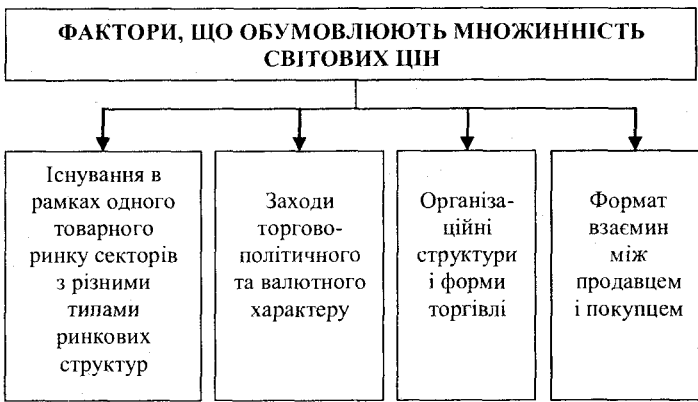 ФАКТОРИ, ЩО ОБУМОВЛЮЮТЬ МНОЖИННІСТЬ
СВІТОВИХ ЦІН
Існування в
рамках одного
товарного
ринку секторів
з різними
типами
ринкових
структур
Заходи
торгово-
політичного
та валютного
характеру
Організа-
ційні
структури
і форми
торгівлі
Формат
взаємин
між
продавцем
і покупцем